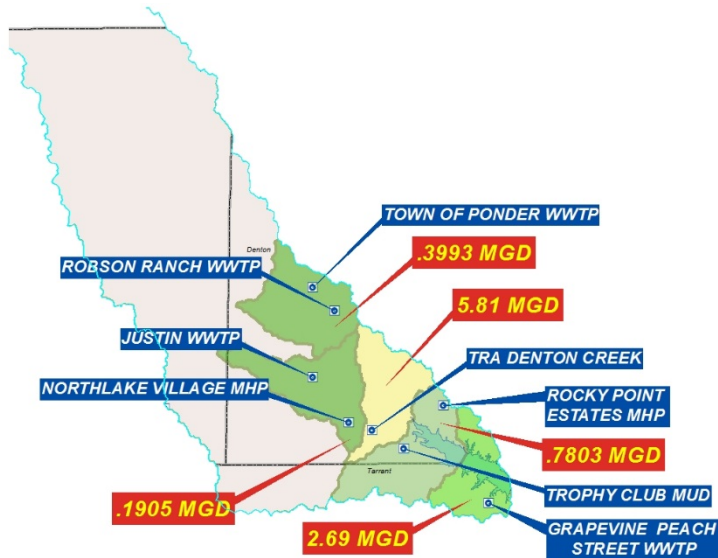 TOWN OF PONDER WWTP
Denton
.3993 MGD
ROBSON RANCH WWTP
5.81 MGD
JUSTIN WWTP
TRA DENTON CREEK
NORTHLAKE VILLAGE MHP
ROCKY POINT
ESTATES MHP
.7803 MGD
Tarrant
TROPHY CLUB MUD
.1905 MGD
GRAPEVINE PEACH
STREET WWTP
2.69 MGD